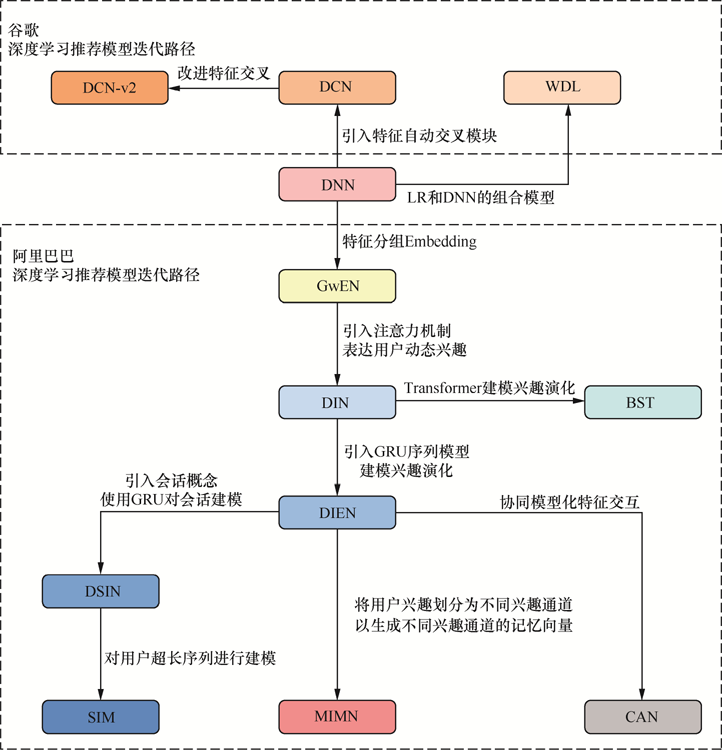 谷歌
深度学习推荐模型迭代路径
改进特征交叉
DCN-v2
DCN
WDL
引入特征自动交叉模块
DNN
LR和DNN的组合模型
特征分组Embedding
阿里巴巴
深度学习推荐模型迭代路径
GwEN
引入注意力机制
表达用户动态兴趣
Transformer建模兴趣演化
DIN
BST
引入GRU序列模型
建模兴趣演化
引入会话概念
使用GRU对会话建模
协同模型化特征交互
DIEN
DSIN
将用户兴趣划分为不同兴趣通道
以生成不同兴趣通道的记忆向量
对用户超长序列进行建模
SIM
MIMN
CAN